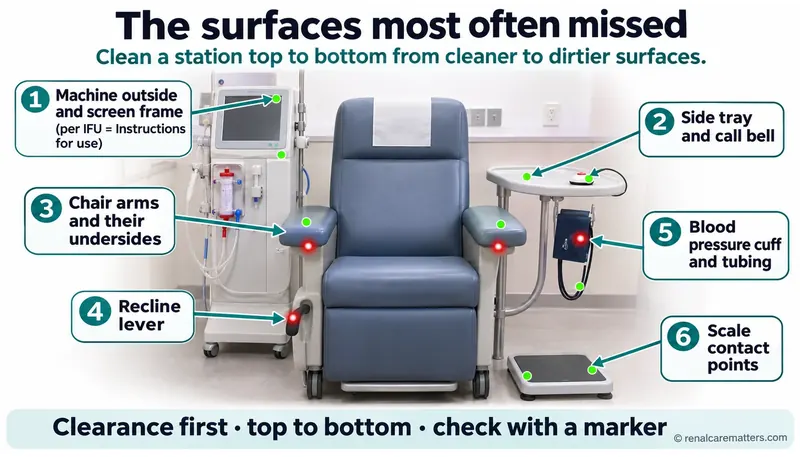 The surfaces most often missed
Clean a station top to bottom from cleaner to dirtier surfaces.
1
Machine outside
and screen frame
(per IFU = Instructions
for use)
2
Side tray
and call bell
3
Chair arms
and their
undersides
4
Recline
lever
5
Blood
pressure cuff
and tubing
6
Scale
contact
points
Clearance first · top to bottom · check with a marker
© renalcarematters.com